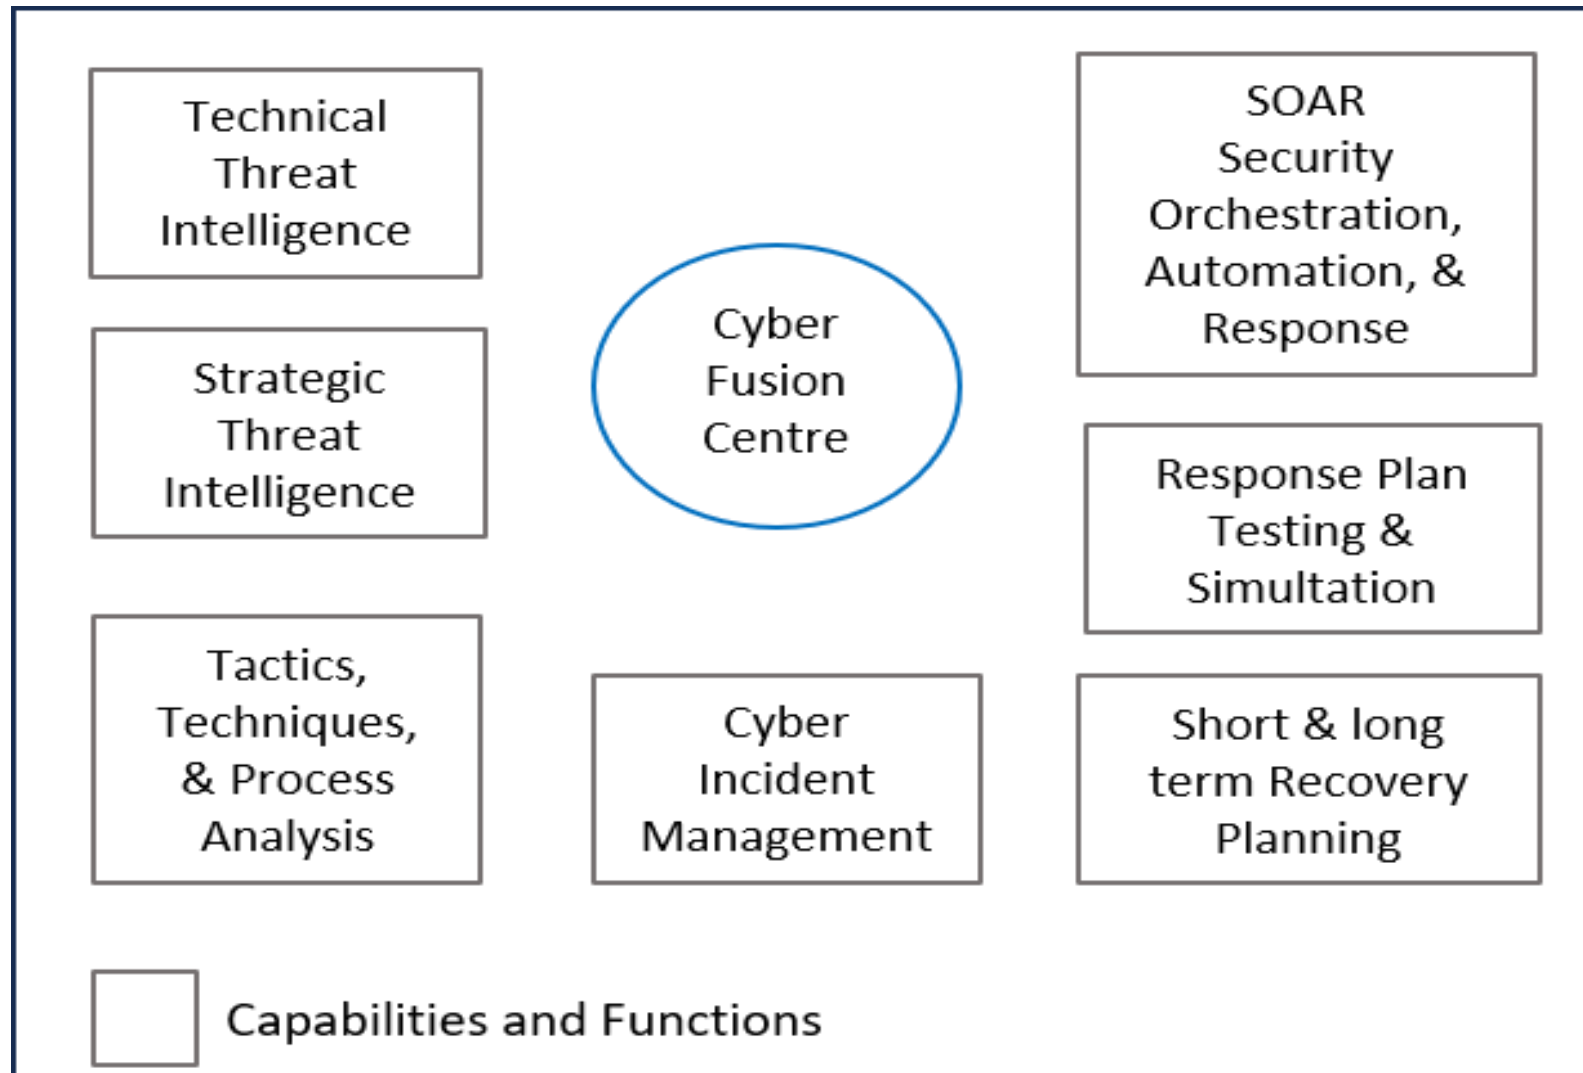 Technical
Threat
Intelligence
Strategic
Threat
Intelligence
Tactics,
Techniques,
& Process
Analysis
Cyber
Fusion
Centre
Cyber
Incident
Management
SOAR
Security
Orchestration,
Automation, &
Response
Response Plan
Testing &
Simultation
Short & long
term Recovery
Planning
Capabilities and Functions